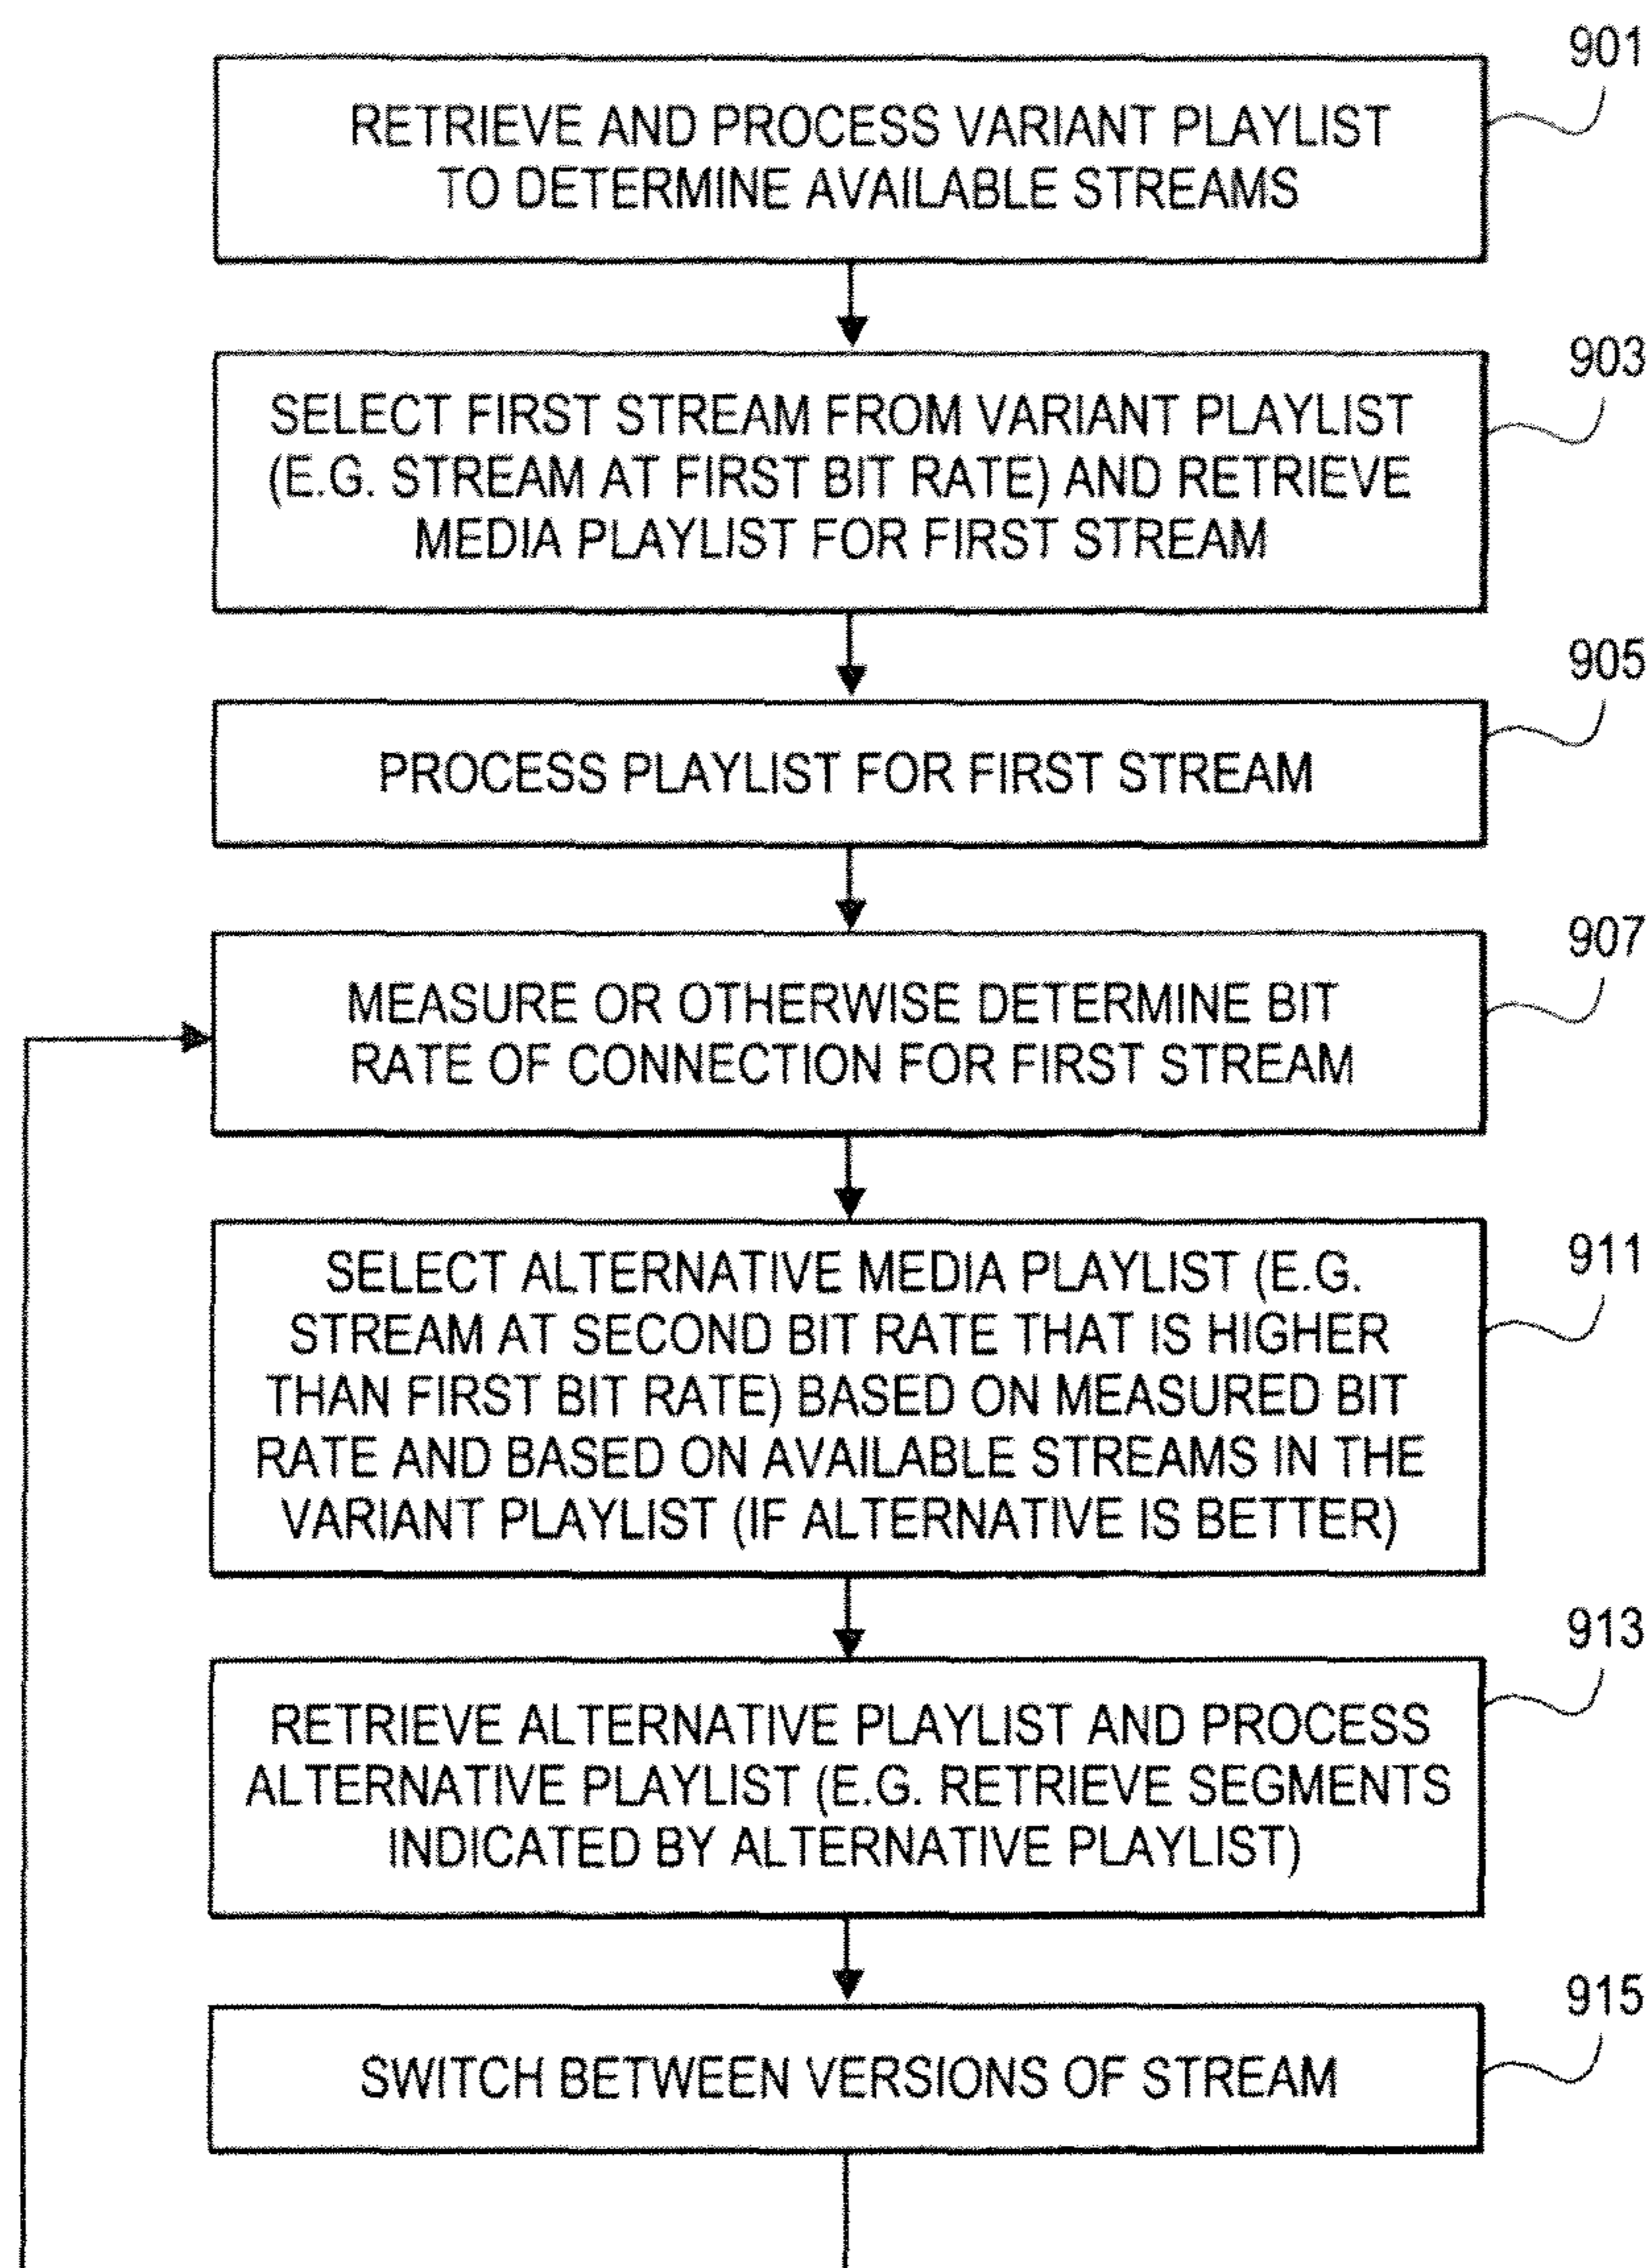 901
RETRIEVE AND PROCESS VARIANT PLAYLIST
TO DETERMINE AVAILABLE STREAMS
903
SELECT FIRST STREAM FROM VARIANT PLAYLIST
(E.G. STREAM AT FIRST BIT RATE) AND RETRIEVE
MEDIA PLAYLIST FOR FIRST STREAM
905
PROCESS PLAYLIST FOR FIRST STREAM
907
MEASURE OR OTHERWISE DETERMINE BIT
RATE OF CONNECTION FOR FIRST STREAM
911
SELECT ALTERNATIVE MEDIA PLAYLIST (E.G.
STREAM AT SECOND BIT RATE THAT IS HIGHER
THAN FIRST BIT RATE) BASED ON MEASURED BIT
RATE AND BASED ON AVAILABLE STREAMS IN THE
VARIANT PLAYLIST (IF ALTERNATIVE IS BETTER)
913
RETRIEVE ALTERNATIVE PLAYLIST AND PROCESS
ALTERNATIVE PLAYLIST (E.G. RETRIEVE SEGMENTS
INDICATED BY ALTERNATIVE PLAYLIST)
915
SWITCH BETWEEN VERSIONS OF STREAM